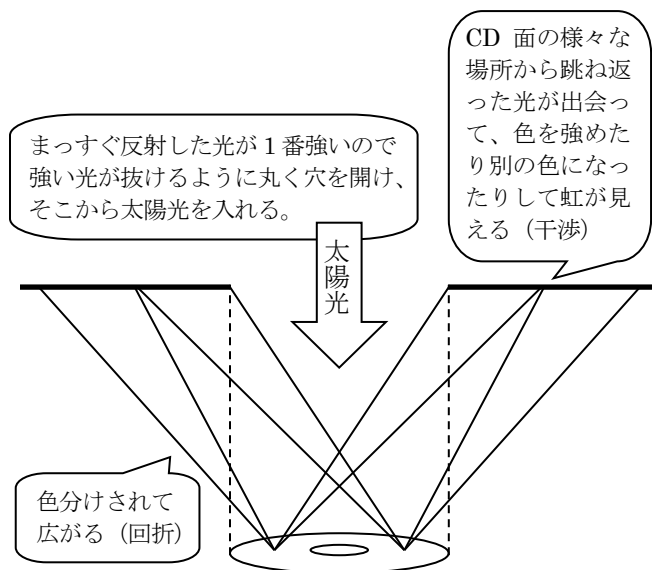 CD 面の様々な
場所から跳ね返
った光が出会っ
て、色を強めた
り別の色になっ
たりして虹が見
える（干渉）
まっすぐ反射した光が 1 番強いので
強い光が抜けるように丸く穴を開け、
そこから太陽光を入れる。
太陽光
色分けされて
広がる（回折）